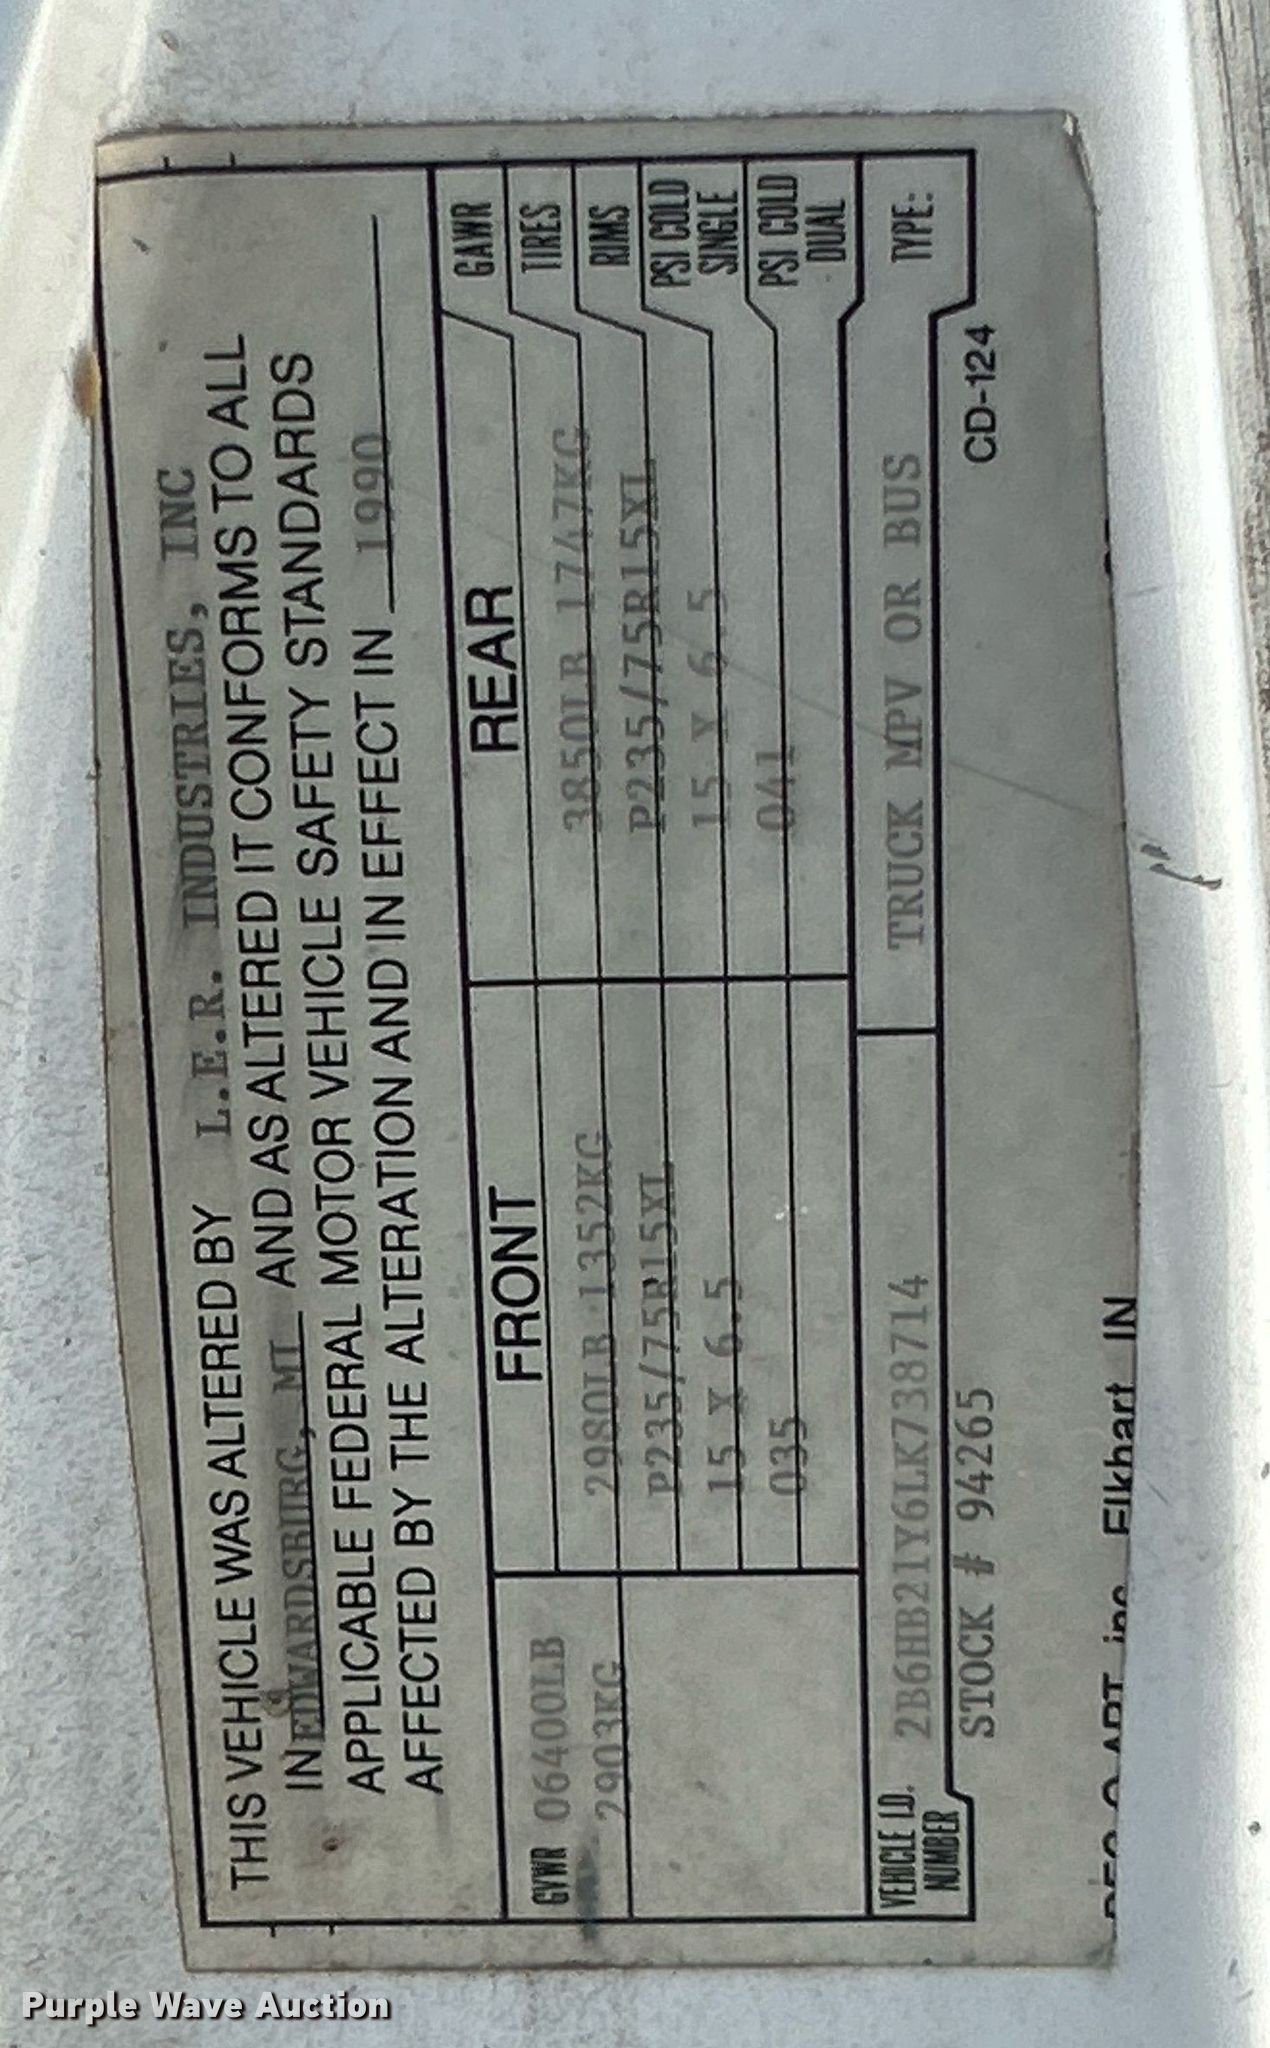 THIS VEHICLE WAS ALTERED BY L.E.R. INDUSTRIES, INC
IN EDWARDSBURG, MI AND AS ALTERED IT CONFORMS TO ALL
APPLICABLE FEDERAL MOTOR VEHICLE SAFETY STANDARDS
AFFECTED BY THE ALTERATION AND IN EFFECT IN 1990
FRONT REAR GAWR
GVWR 06400LB 2980LB 1352KG 3850LB 1747KG TIRES
2903KG P235/75R15XL P235/75R15XL RIMS
15 X 6.5 15 X 6.5 PSI COLD SINGLE
035 041 PSI COLD DUAL
VEHICLE I.D. NUMBER 2B6HB21Y6LK738714 TRUCK MPV OR BUS TYPE:
STOCK # 94265 CD-124
ART inc. Elkhart IN
Purple Wave Auction